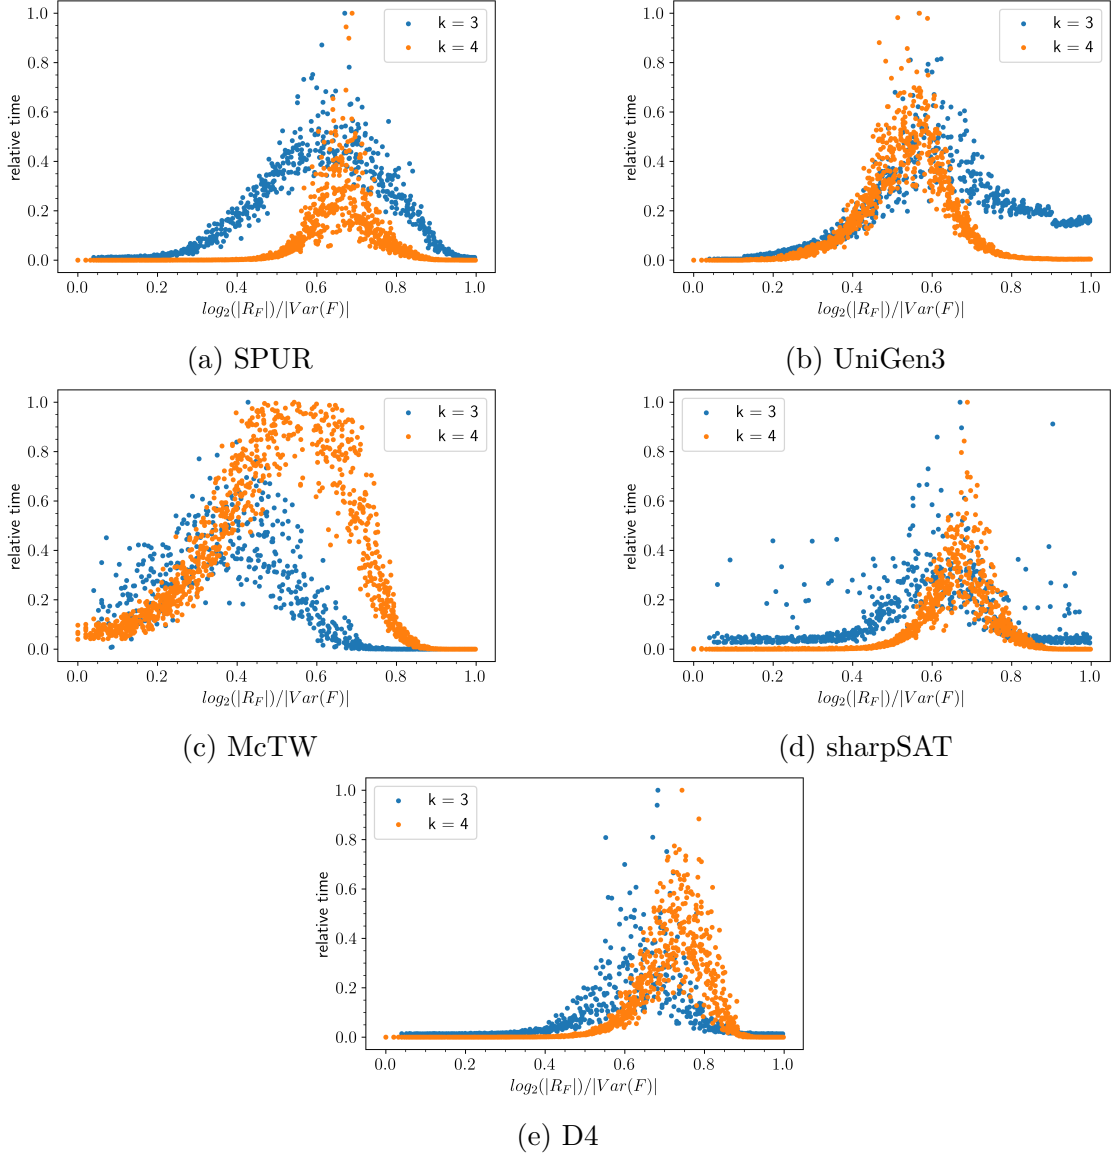 1.0
0.8
0.6
0.4
0.2
0.0
relative time
k = 3
k = 4
0.0 0.2 0.4 0.6 0.8 1.0
log₂(|R_F|)/|Var(F)|
(a) SPUR
1.0
0.8
0.6
0.4
0.2
0.0
relative time
k = 3
k = 4
0.0 0.2 0.4 0.6 0.8 1.0
log₂(|R_F|)/|Var(F)|
(b) UniGen3
1.0
0.8
0.6
0.4
0.2
0.0
relative time
k = 3
k = 4
0.0 0.2 0.4 0.6 0.8 1.0
log₂(|R_F|)/|Var(F)|
(c) McTW
1.0
0.8
0.6
0.4
0.2
0.0
relative time
k = 3
k = 4
0.0 0.2 0.4 0.6 0.8 1.0
log₂(|R_F|)/|Var(F)|
(d) sharpSAT
1.0
0.8
0.6
0.4
0.2
0.0
relative time
k = 3
k = 4
0.0 0.2 0.4 0.6 0.8 1.0
log₂(|R_F|)/|Var(F)|
(e) D4